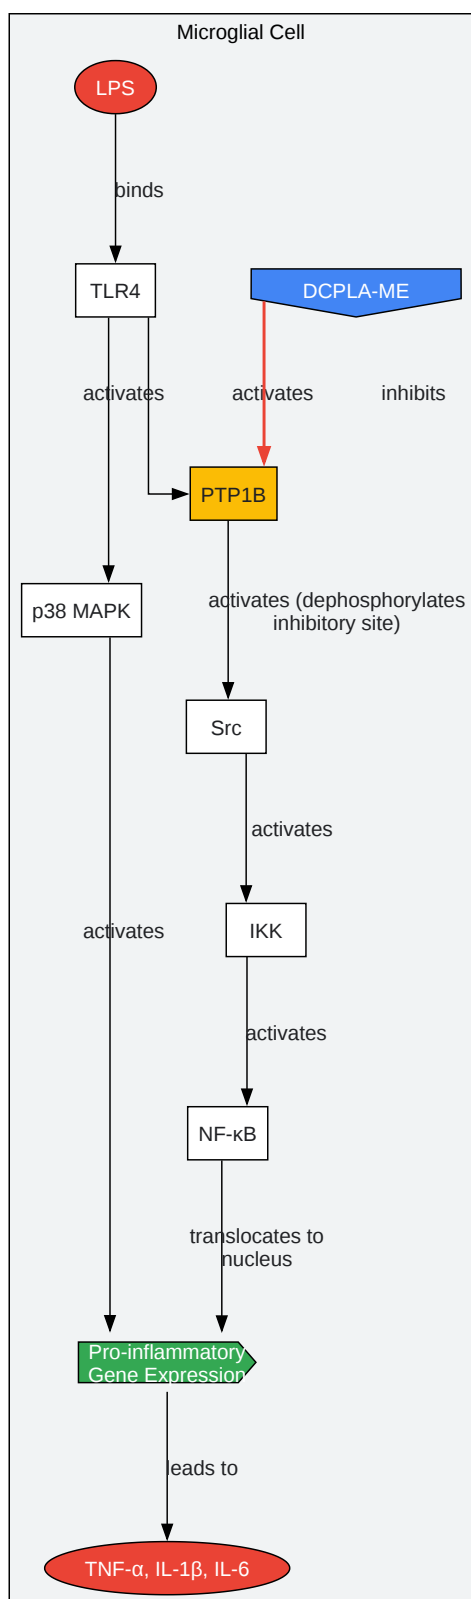 Microglial Cell
LPS
binds
TLR4
DCPLA-ME
activates
activates
inhibits
PTP1B
p38 MAPK
activates (dephosphorylates
inhibitory site)
Src
activates
IKK
activates
activates
NF-κB
translocates to
nucleus
Pro-inflammatory
Gene Expression
leads to
TNF-α, IL-1β, IL-6